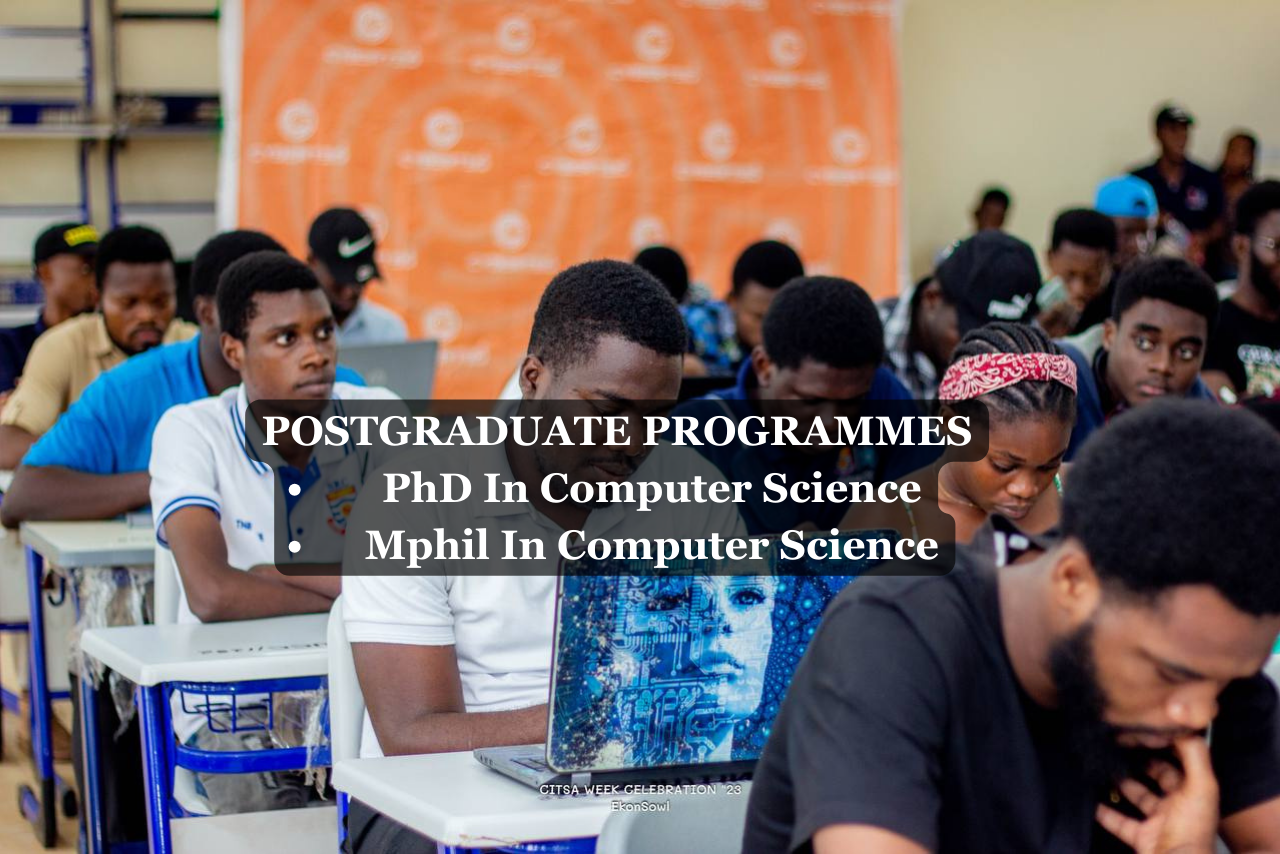 POSTGRADUATE PROGRAMMES
• PhD In Computer Science
• Mphil In Computer Science
CITSA WEEK CELEBRATION "23
EkonSowl